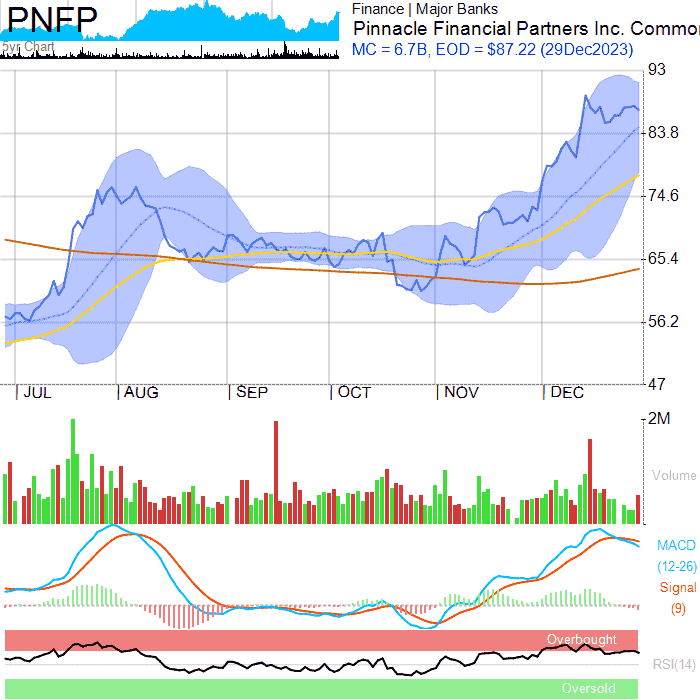 PNFP
5yr Chart
Finance | Major Banks
Pinnacle Financial Partners Inc. Common
MC = 6.7B, EOD = $87.22 (29Dec2023)
93
83.8
74.6
65.4
56.2
47
JUL AUG SEP OCT NOV DEC
2M
Volume
MACD
(12-26)
Signal
(9)
Overbought
RSI(14)
Oversold